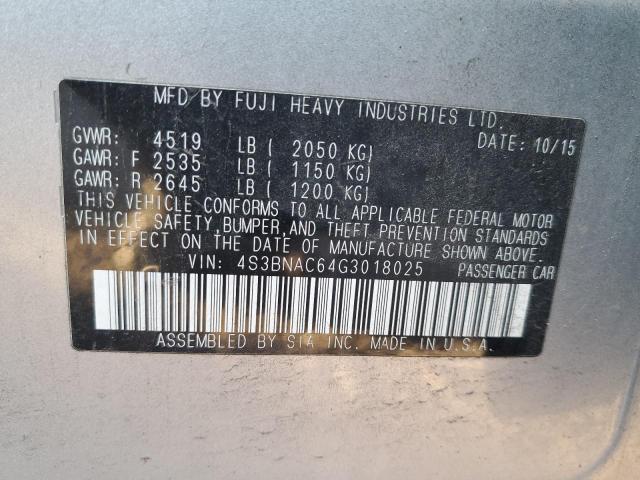 MFD BY FUJI HEAVY INDUSTRIES LTD.
GVWR: 4519 LB ( 2050 KG) DATE: 10/15
GAWR: F 2535 LB ( 1150 KG)
GAWR: R 2645 LB ( 1200 KG)
THIS VEHICLE CONFORMS TO ALL APPLICABLE FEDERAL MOTOR
VEHICLE SAFETY, BUMPER, AND THEFT PREVENTION STANDARDS
IN EFFECT ON THE DATE OF MANUFACTURE SHOWN ABOVE.
VIN: 4S3BNAC64G3018025 PASSENGER CAR
ASSEMBLED BY SIA INC. MADE IN U.S.A.